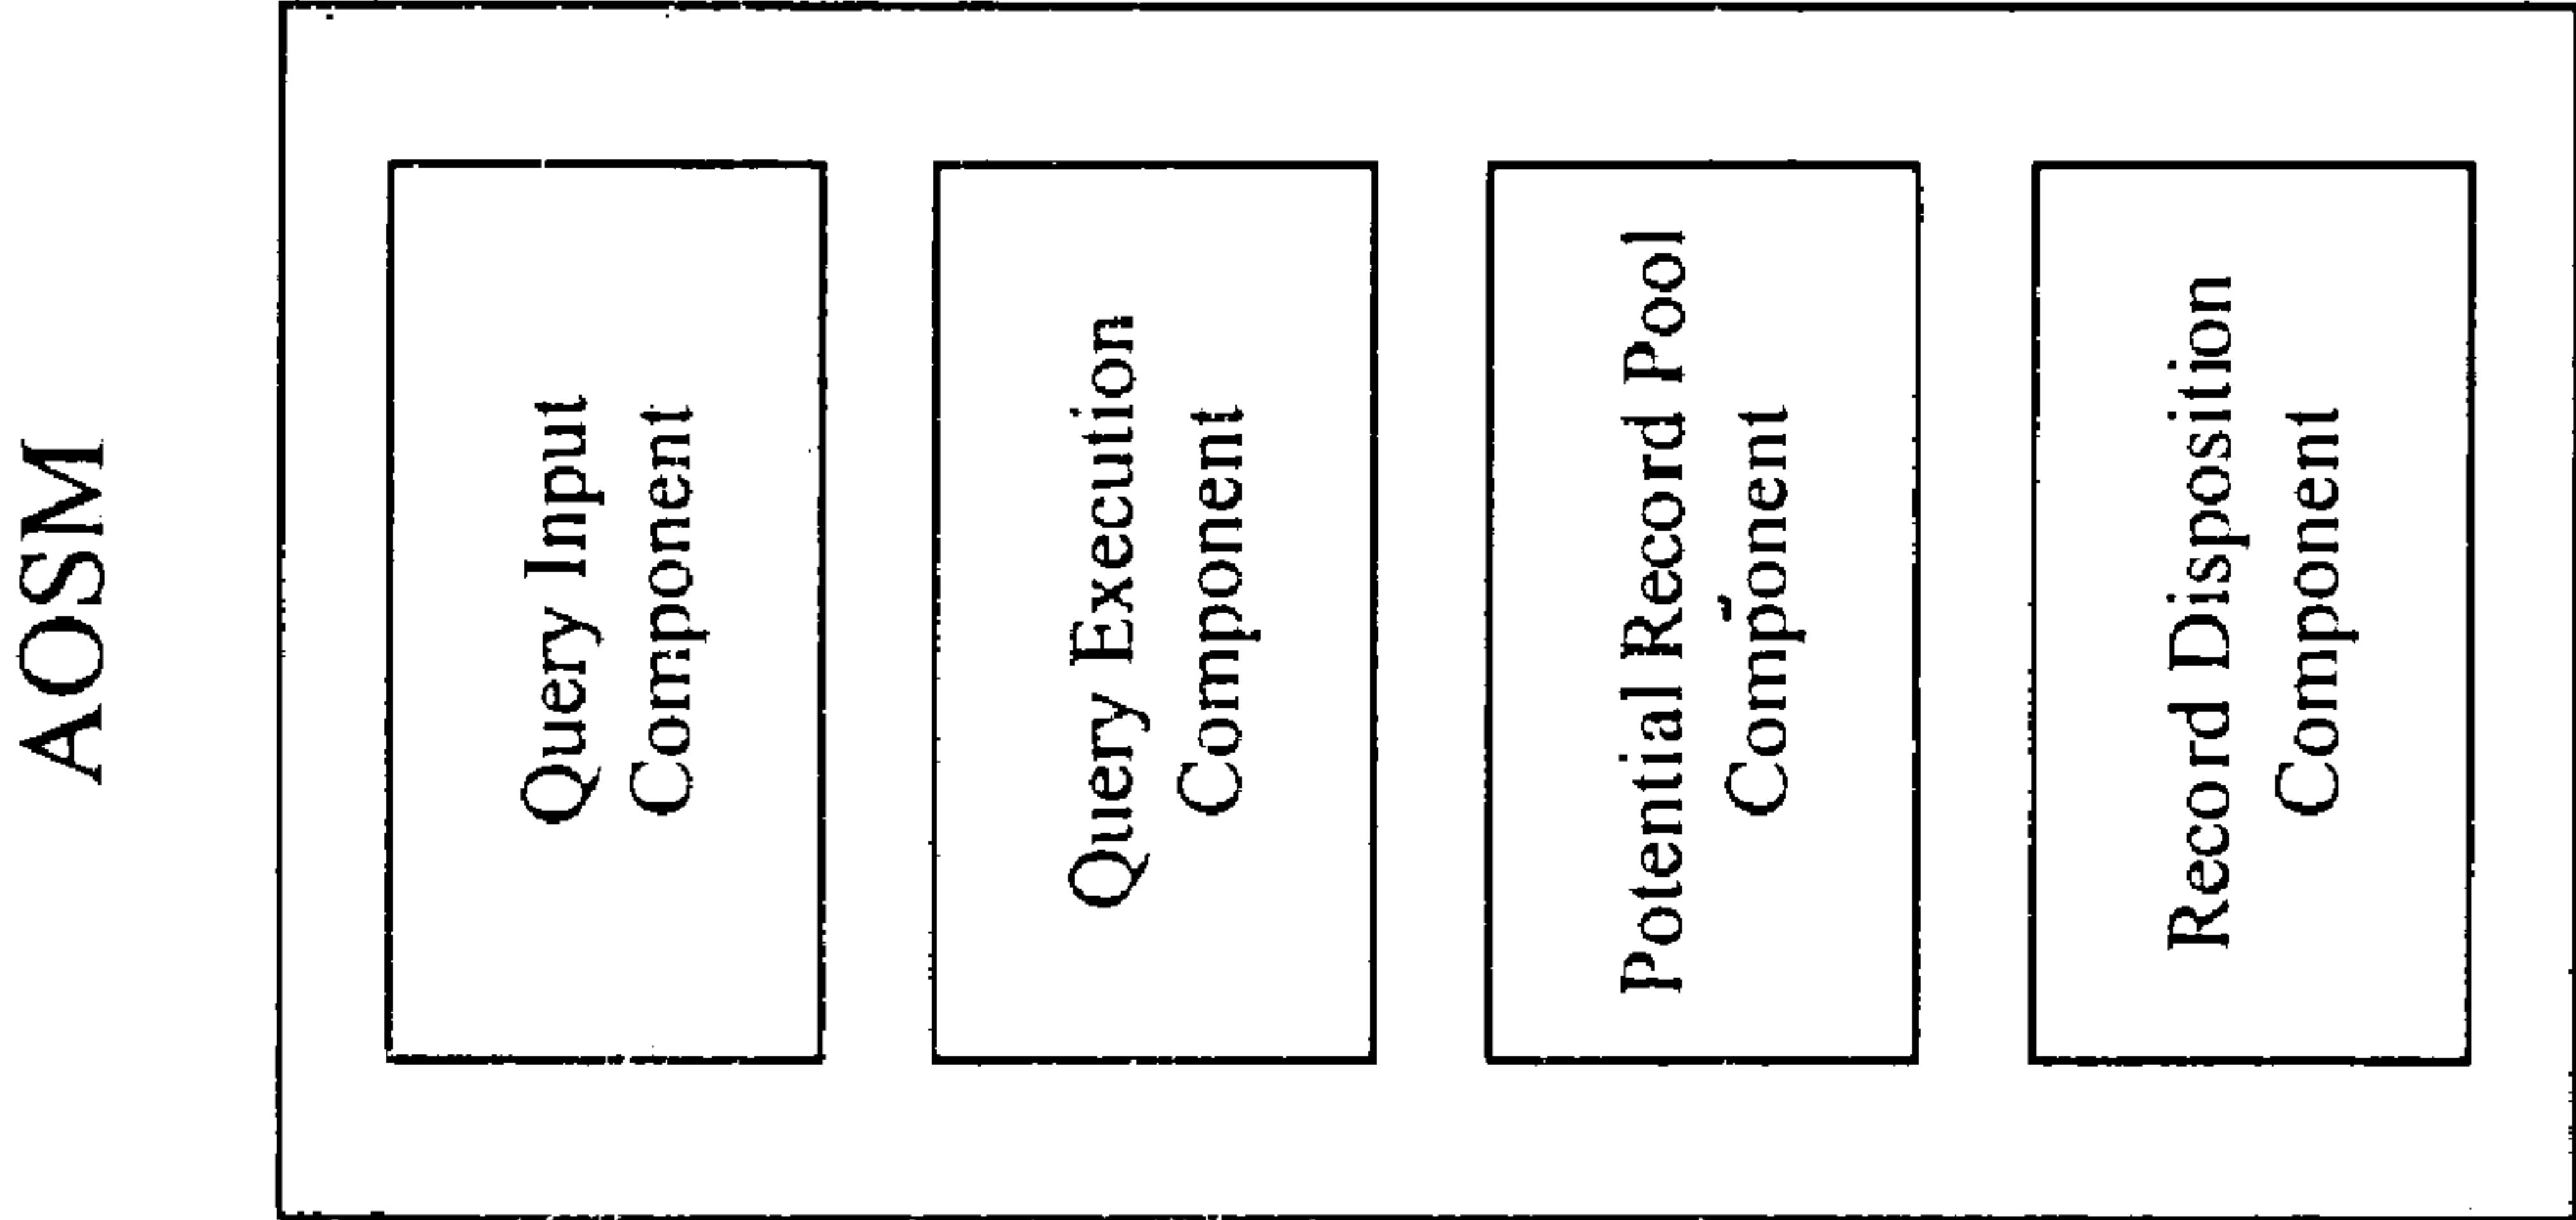 AOSM
Query Input
Component
Query Execution
Component
Potential Record Pool
Component
Record Disposition
Component